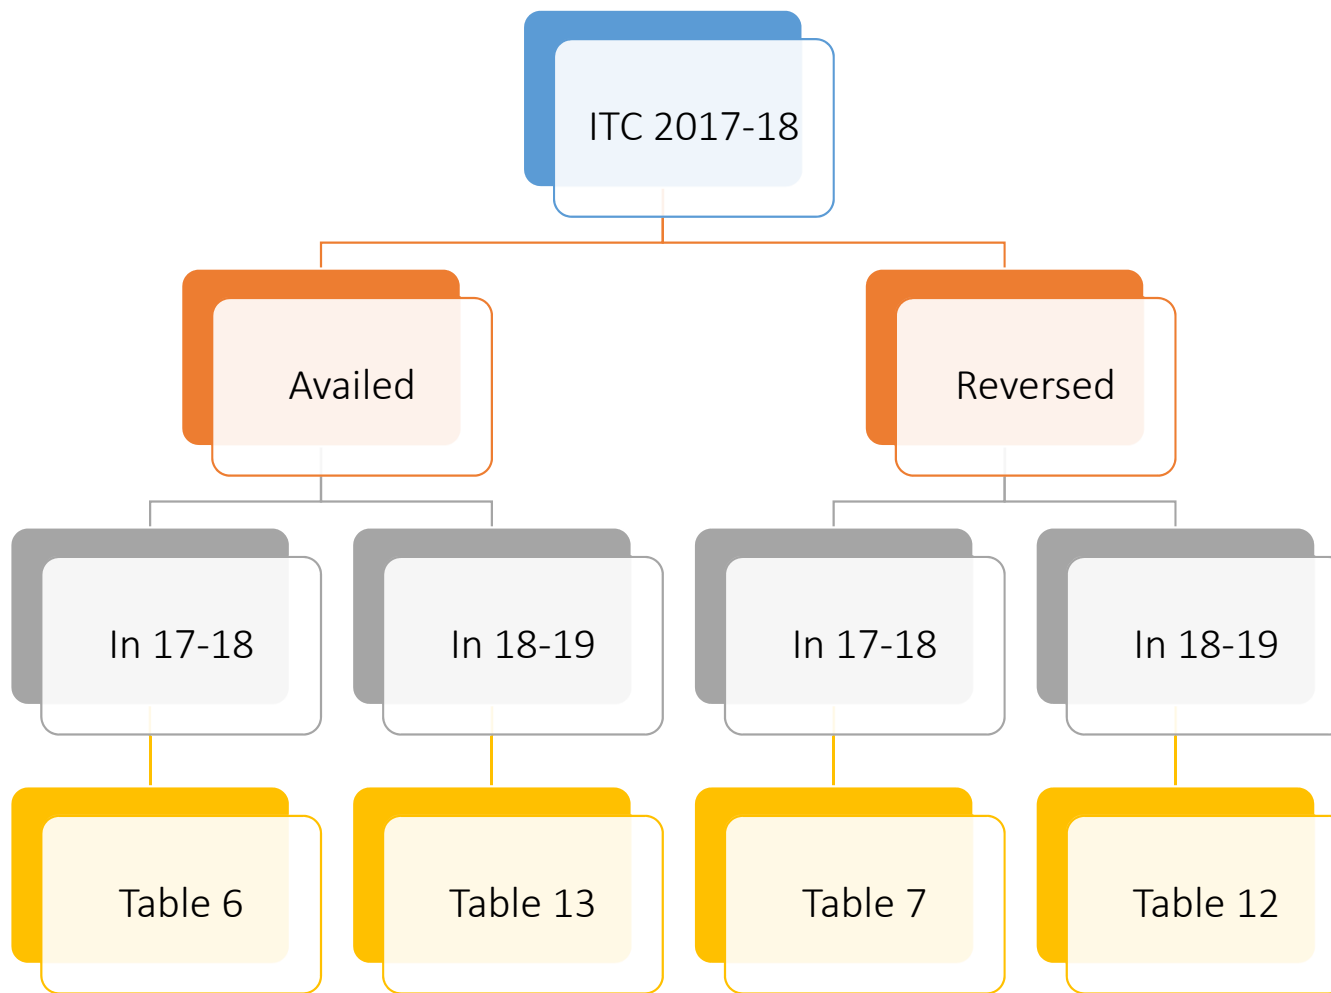 ITC 2017-18
Availed
Reversed
In 17-18
In 18-19
In 17-18
In 18-19
Table 6
Table 13
Table 7
Table 12